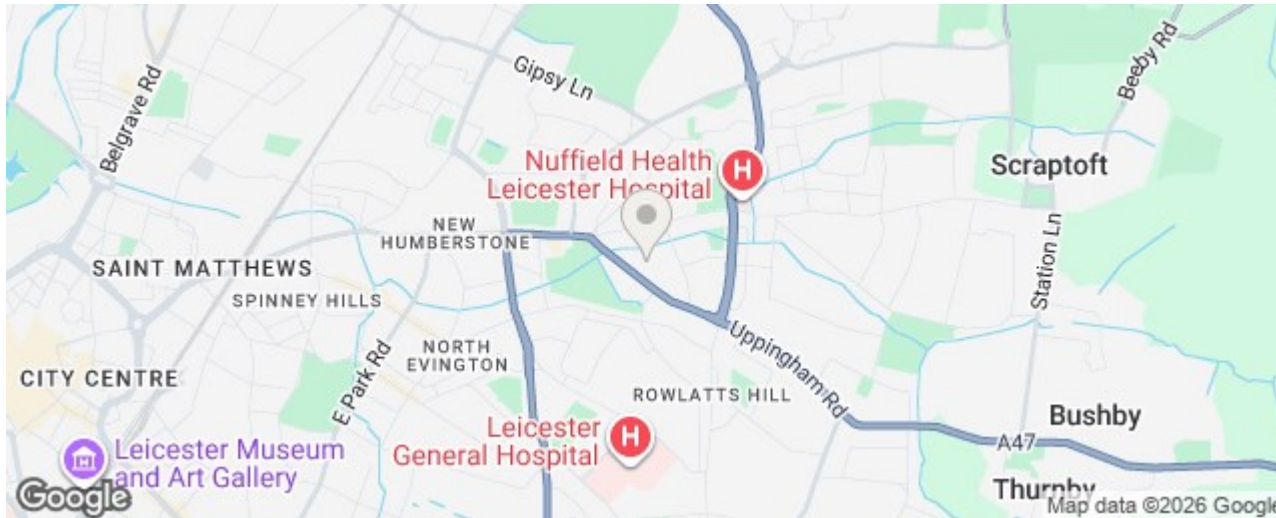 Gipsy Ln
Beeby Rd
Belgrave Rd
Nuffield Health
Leicester Hospital
H
Scraptoft
NEW
HUMBERSTONE
SAINT MATTHEWS
SPINNEY HILLS
Station Ln
Uppingham Rd
NORTH
EVINGTON
E Park Rd
CITY CENTRE
ROWLATTS HILL
Bushby
Leicester
General Hospital
H
A47
Leicester Museum
and Art Gallery
Thurnby
Google
Map data ©2026 Google